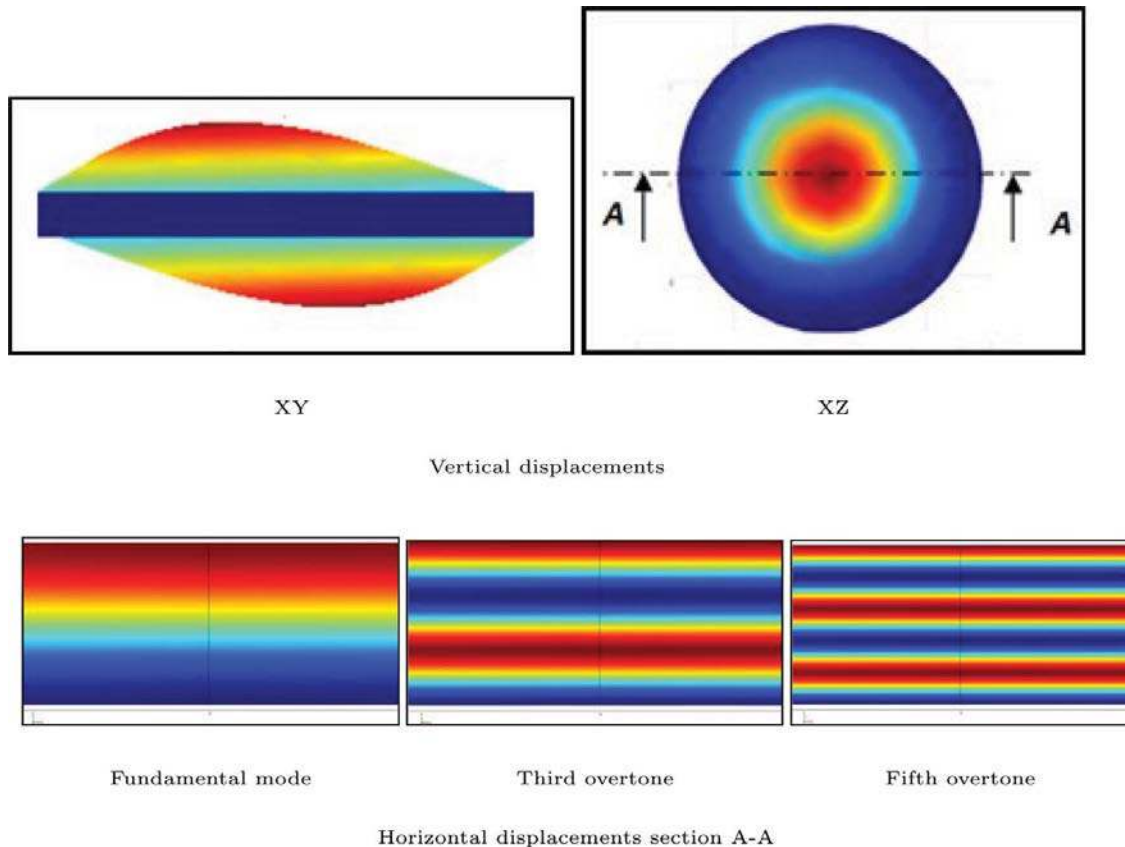 A A
XY XZ
Vertical displacements
Fundamental mode Third overtone Fifth overtone
Horizontal displacements section A-A